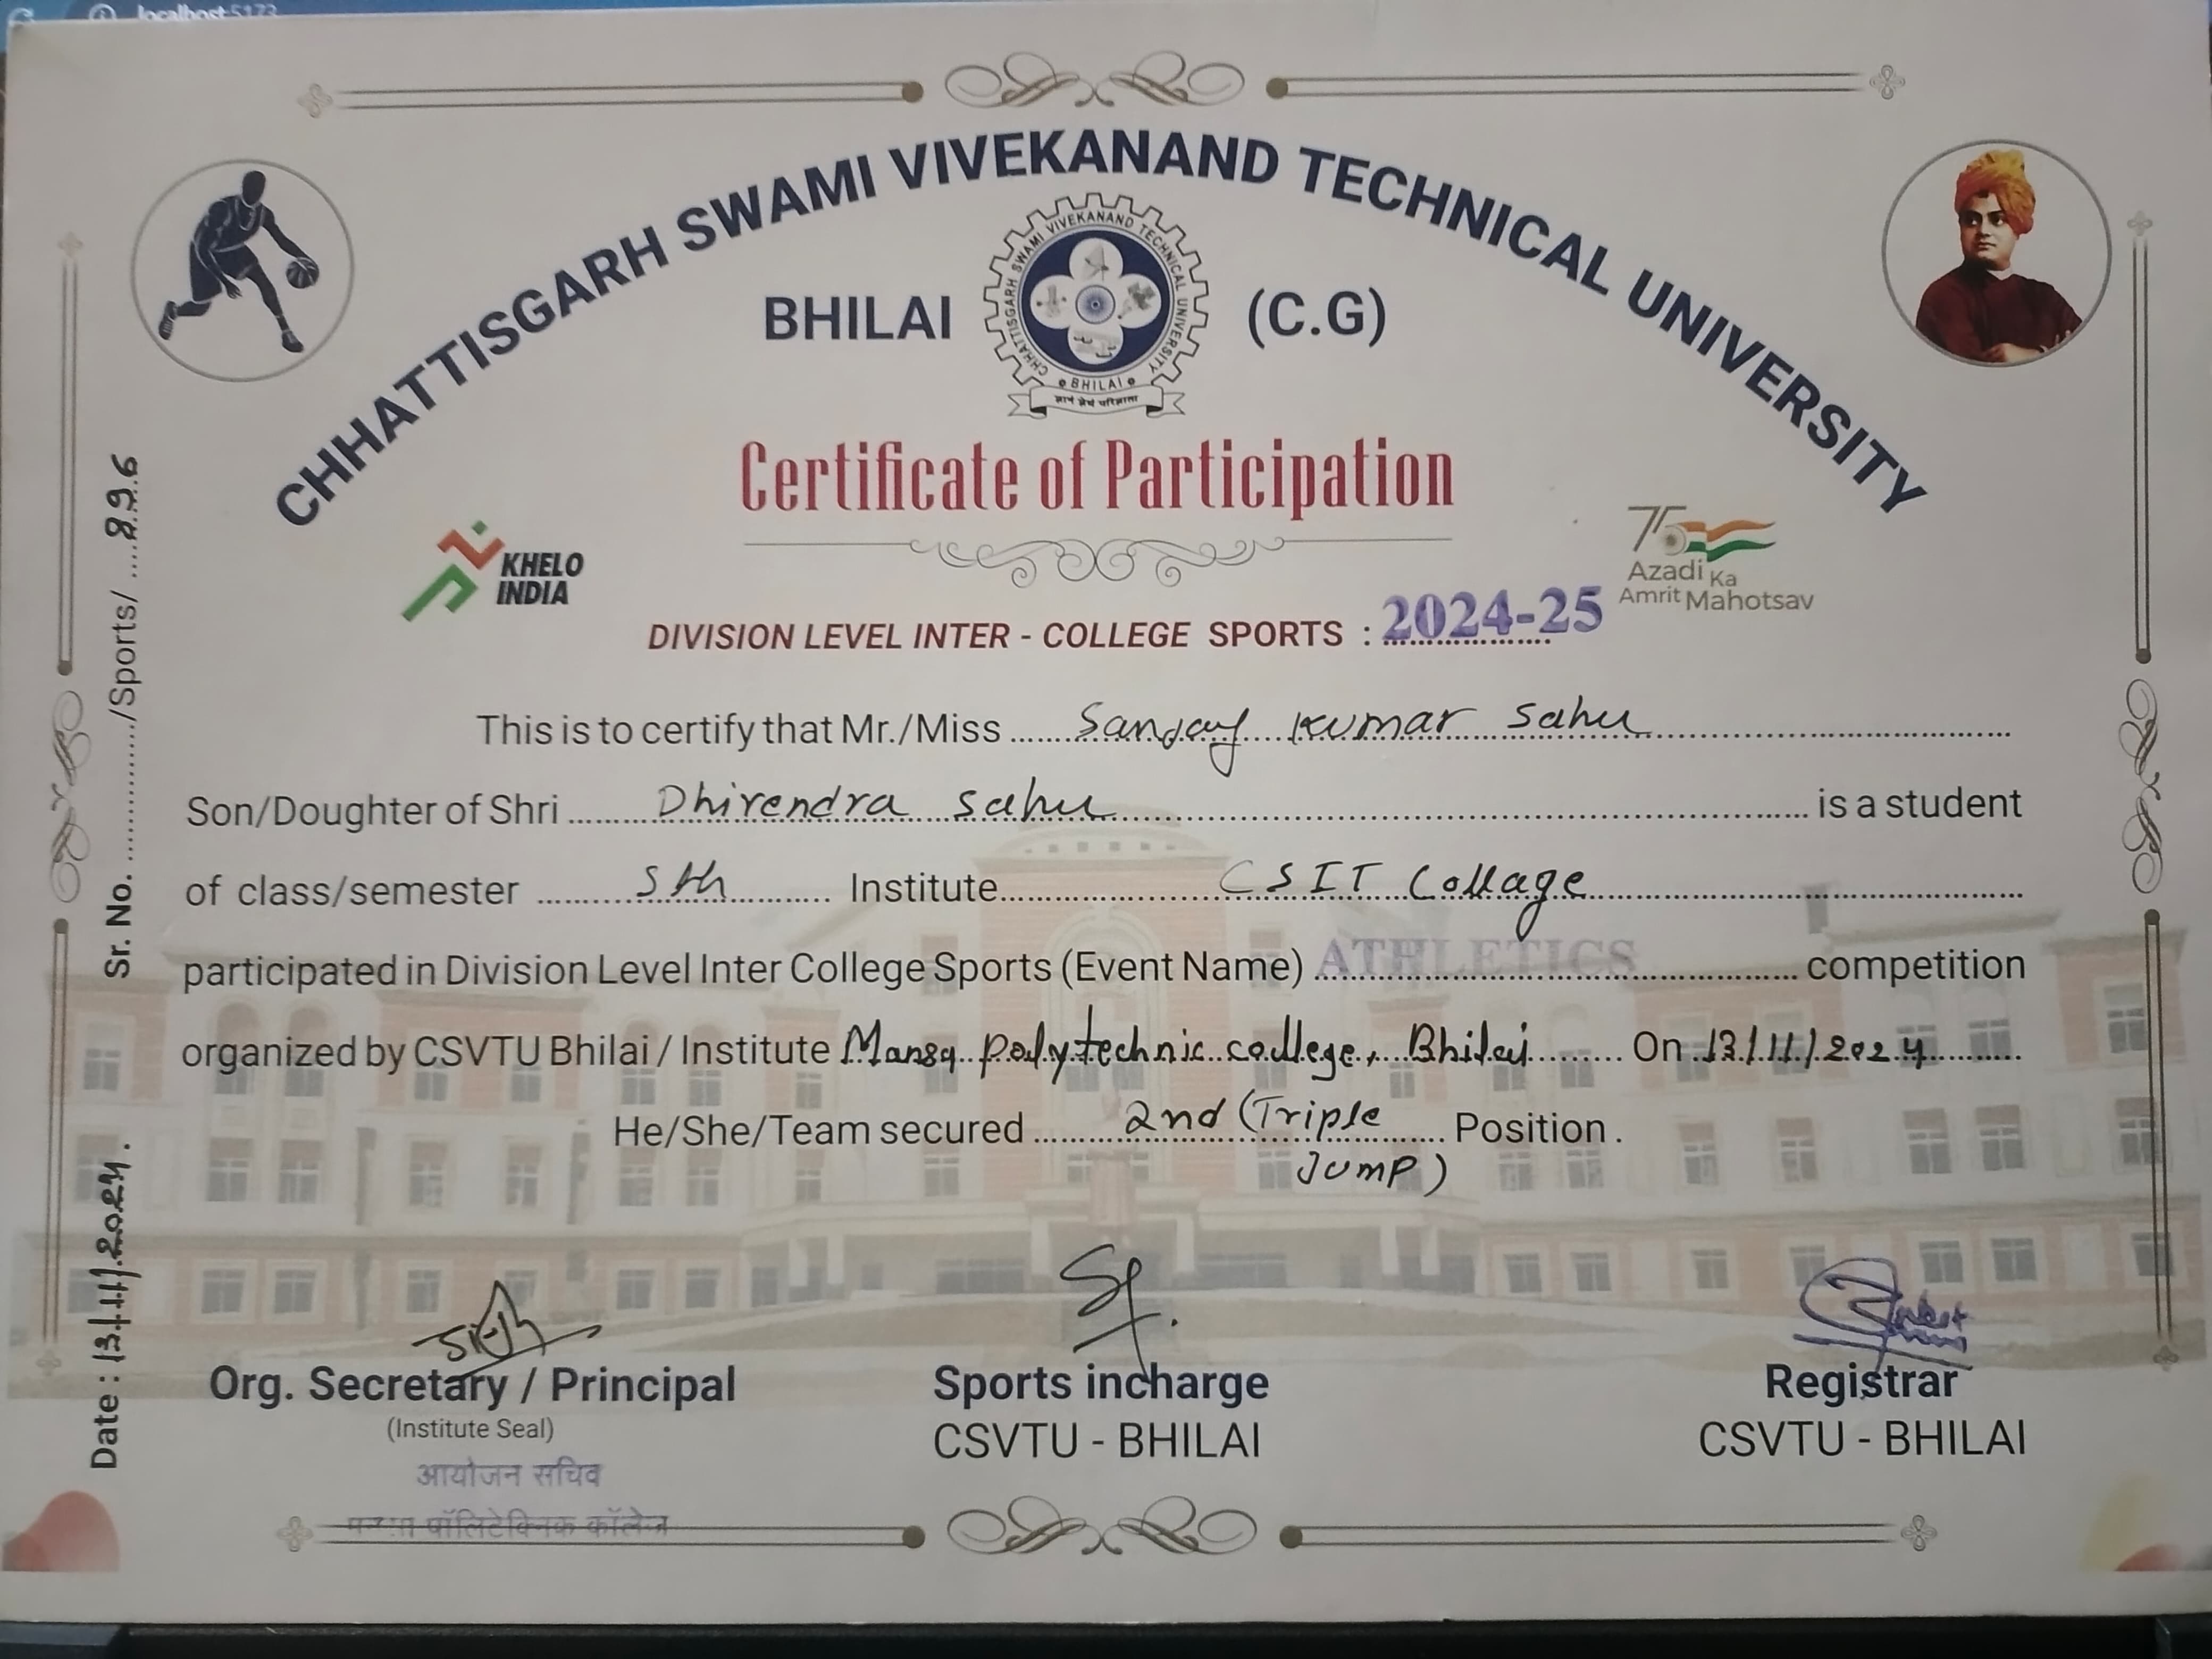 localhost:5173
CHHATTISGARH SWAMI VIVEKANAND TECHNICAL UNIVERSITY
BHILAI (C.G)
CHHATTISGARH SWAMI VIVEKANAND TECHNICAL UNIVERSITY
BHILAI
Certificate of Participation
KHELO
INDIA
75
Azadi Ka
Amrit Mahotsav
DIVISION LEVEL INTER - COLLEGE SPORTS : 2024-25
This is to certify that Mr./Miss ...... Sanjay Kumar Sahu ......
Son/Doughter of Shri ...... Dhirendra Sahu ...... is a student
of class/semester ...... 5th ...... Institute ...... CSIT Collage ......
participated in Division Level Inter College Sports (Event Name) ATHLETICS ...... competition
organized by CSVTU Bhilai / Institute Mansa polytechnic college, Bhilai ...... On 13/11/2024 ......
He/She/Team secured ...... 2nd (Triple ...... Position .
Jump)
Sr. No. ............/Sports/ ....896
Date : 13/11/2024.
Org. Secretary / Principal
(Institute Seal)
आयोजन सचिव
पॉलिटेक्निक कॉलेज
Sports incharge
CSVTU - BHILAI
Registrar
CSVTU - BHILAI